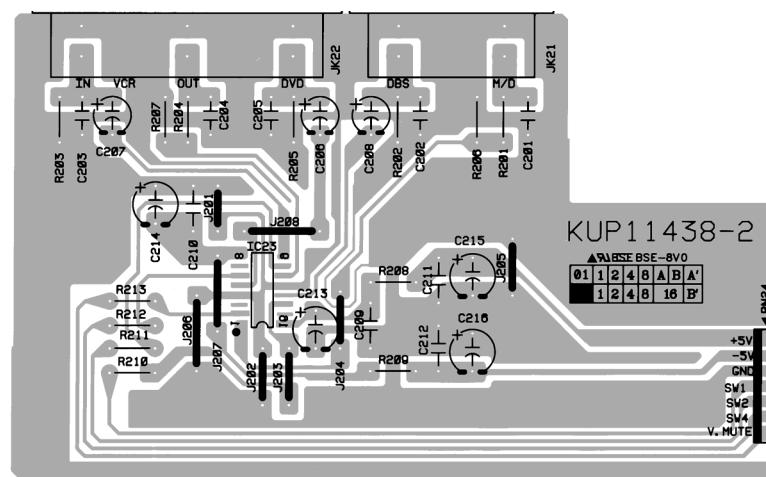 JK22
JK21
IN VCR OUT DVD DBS M/D
R203
C203
C207
R207
R204
C204
C205
R205
C206
C208
R202
C202
R206
R201
C201
C214
C210
J201
J208
IC23
8 9
1 16
KUP11438-2
BSE-8V0
01 1 2 4 8 A B A'
1 2 4 8 16 B'
C215
J205
C211
R208
C213
C209
R213
R212
R211
R210
J206
J207
J202
J203
J204
C212
C216
R209
+5V
-5V
GND
SW1
SW2
SW4
V.MUTE